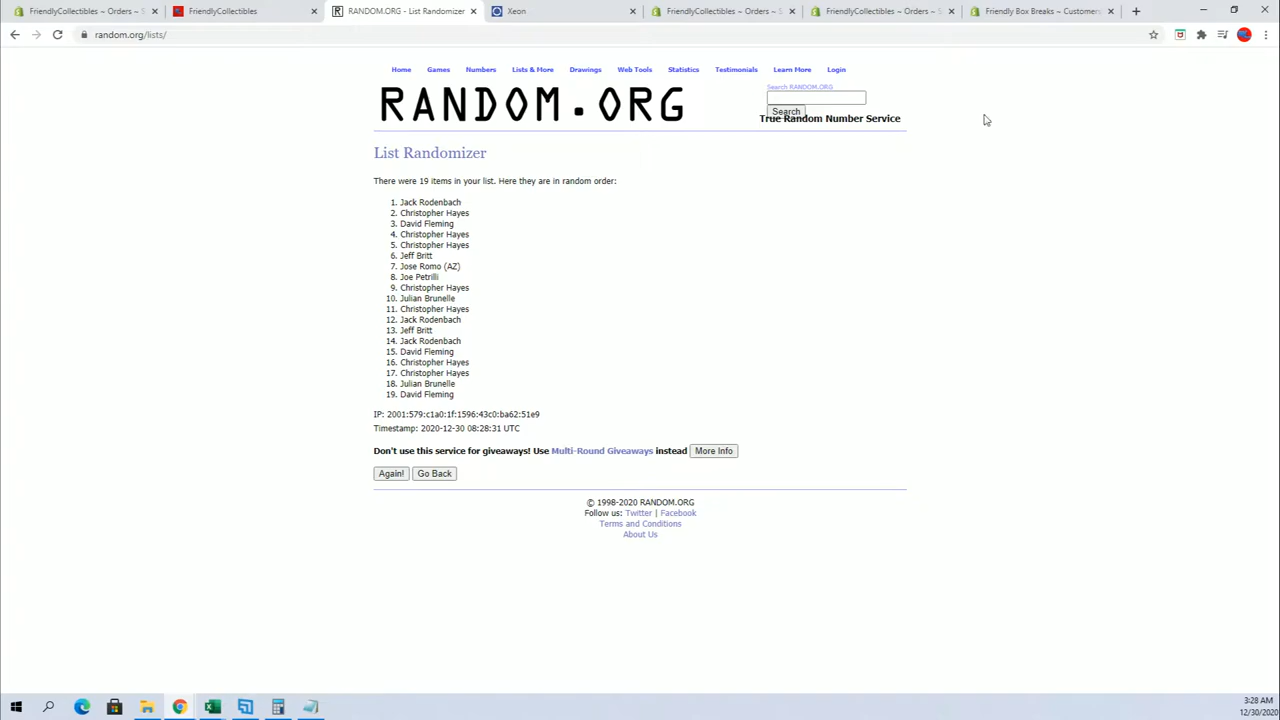 FriendlyCollectibles ~ Orders ~ S
FriendlyCollectibles
RANDOM.ORG - List Randomizer
Xeon
FriendlyCollectibles ~ Orders ~ S
FriendlyCollectibles ~ Orders ~ S
Friendly Box Breaks ~ Customers
random.org/lists/
Home Games Numbers Lists & More Drawings Web Tools Statistics Testimonials Learn More Login
Search RANDOM.ORG
RANDOM.ORG
Search
True Random Number Service
List Randomizer
There were 19 items in your list. Here they are in random order:
1. Jack Rodenbach
2. Christopher Hayes
3. David Fleming
4. Christopher Hayes
5. Christopher Hayes
6. Jeff Britt
7. Jose Romo (AZ)
8. Joe Petrilli
9. Christopher Hayes
10. Julian Brunelle
11. Christopher Hayes
12. Jack Rodenbach
13. Jeff Britt
14. Jack Rodenbach
15. David Fleming
16. Christopher Hayes
17. Christopher Hayes
18. Julian Brunelle
19. David Fleming
IP: 2001:579:c1a0:1f:1596:43c0:ba62:51e9
Timestamp: 2020-12-30 08:28:31 UTC
Don't use this service for giveaways! Use Multi-Round Giveaways instead More Info
Again! Go Back
© 1998-2020 RANDOM.ORG
Follow us: Twitter | Facebook
Terms and Conditions
About Us
3:28 AM
12/30/2020